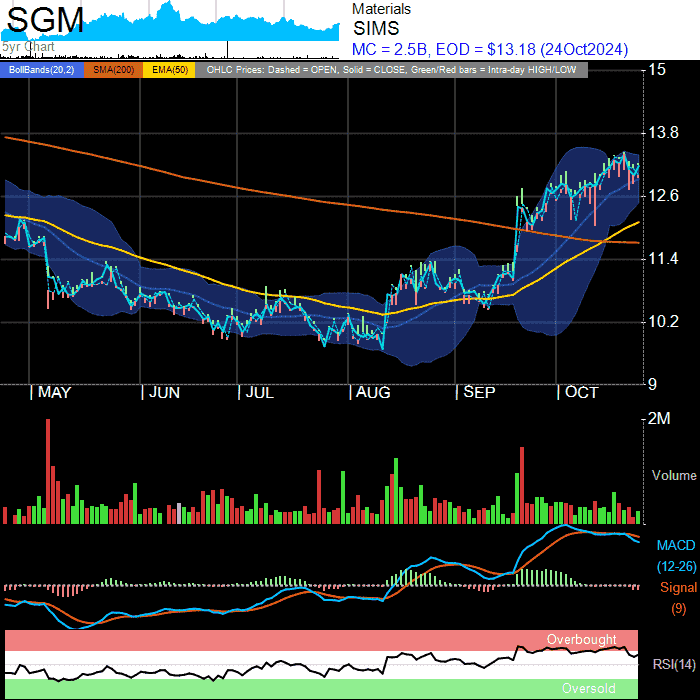 SGM
5yr Chart
Materials
SIMS
MC = 2.5B, EOD = $13.18 (24Oct2024)
BollBands(20,2) SMA(200) EMA(50) OHLC Prices: Dashed = OPEN, Solid = CLOSE, Green/Red bars = Intra-day HIGH/LOW
15
13.8
12.6
11.4
10.2
9
| MAY | JUN | JUL | AUG | SEP | OCT
2M
Volume
MACD
(12-26)
Signal
(9)
Overbought
RSI(14)
Oversold